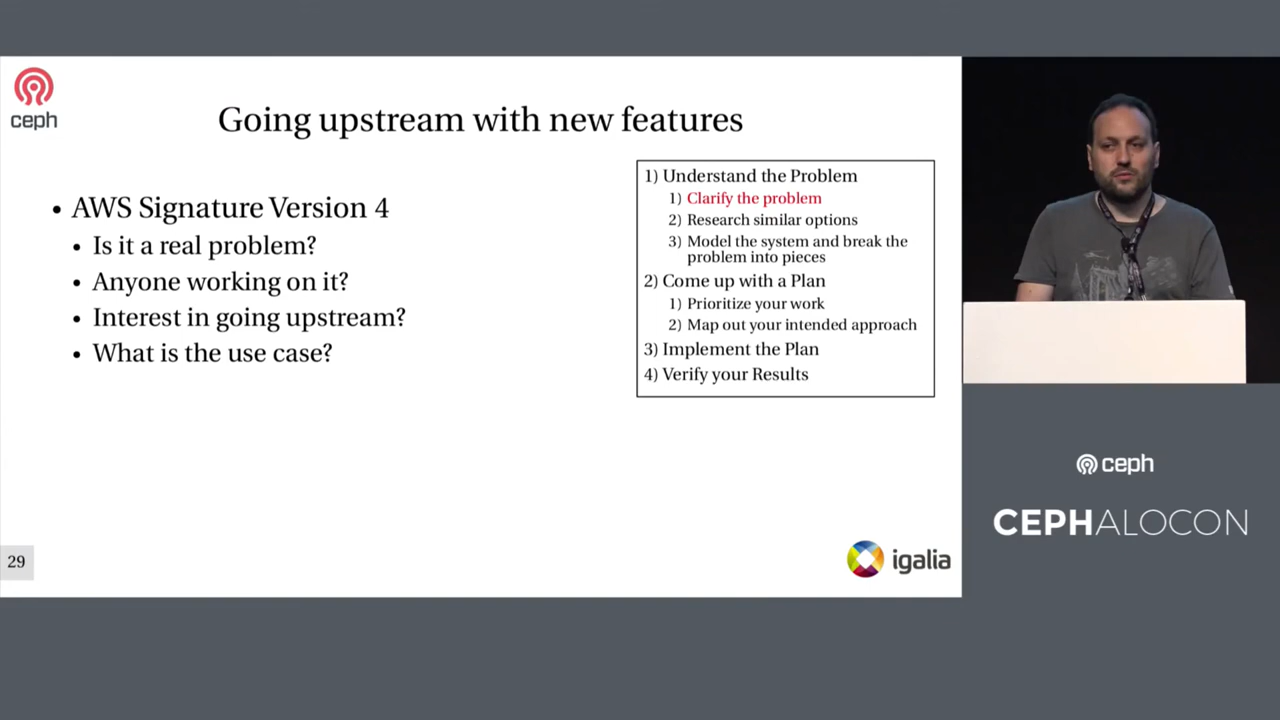 ceph
Going upstream with new features
• AWS Signature Version 4
• Is it a real problem?
• Anyone working on it?
• Interest in going upstream?
• What is the use case?
1) Understand the Problem
1) Clarify the problem
2) Research similar options
3) Model the system and break the
problem into pieces
2) Come up with a Plan
1) Prioritize your work
2) Map out your intended approach
3) Implement the Plan
4) Verify your Results
29
igalia
ceph
CEPHALOCON